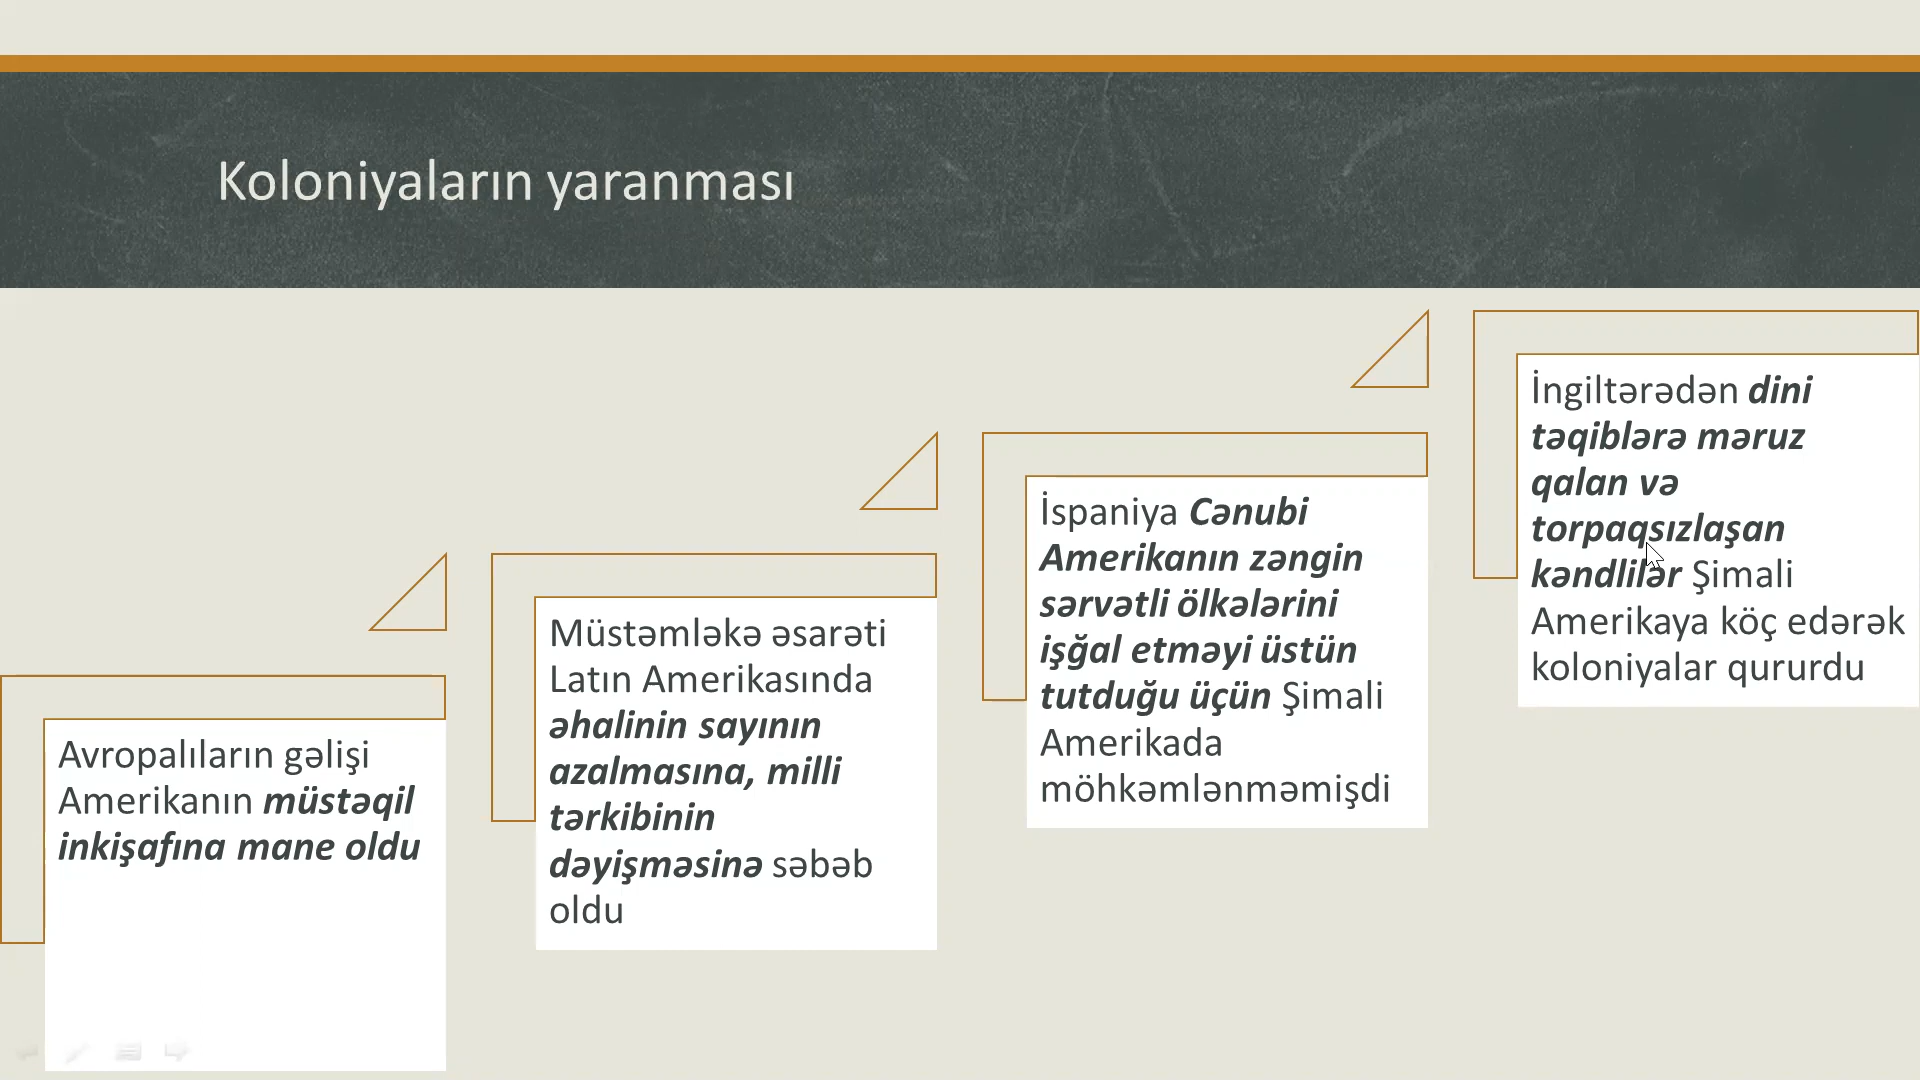 Koloniyaların yaranması
Avropalıların gəlişi
Amerikanın müstəqil
inkişafına mane oldu
Müstəmləkə əsarəti
Latın Amerikasında
əhalinin sayının
azalmasına, milli
tərkibinin
dəyişməsinə səbəb
oldu
İspaniya Cənubi
Amerikanın zəngin
sərvətli ölkələrini
işğal etməyi üstün
tutduğu üçün Şimali
Amerikada
möhkəmlənməmişdi
İngiltərədən dini
təqiblərə məruz
qalan və
torpaqsızlaşan
kəndlilər Şimali
Amerikaya köç edərək
koloniyalar qururdu